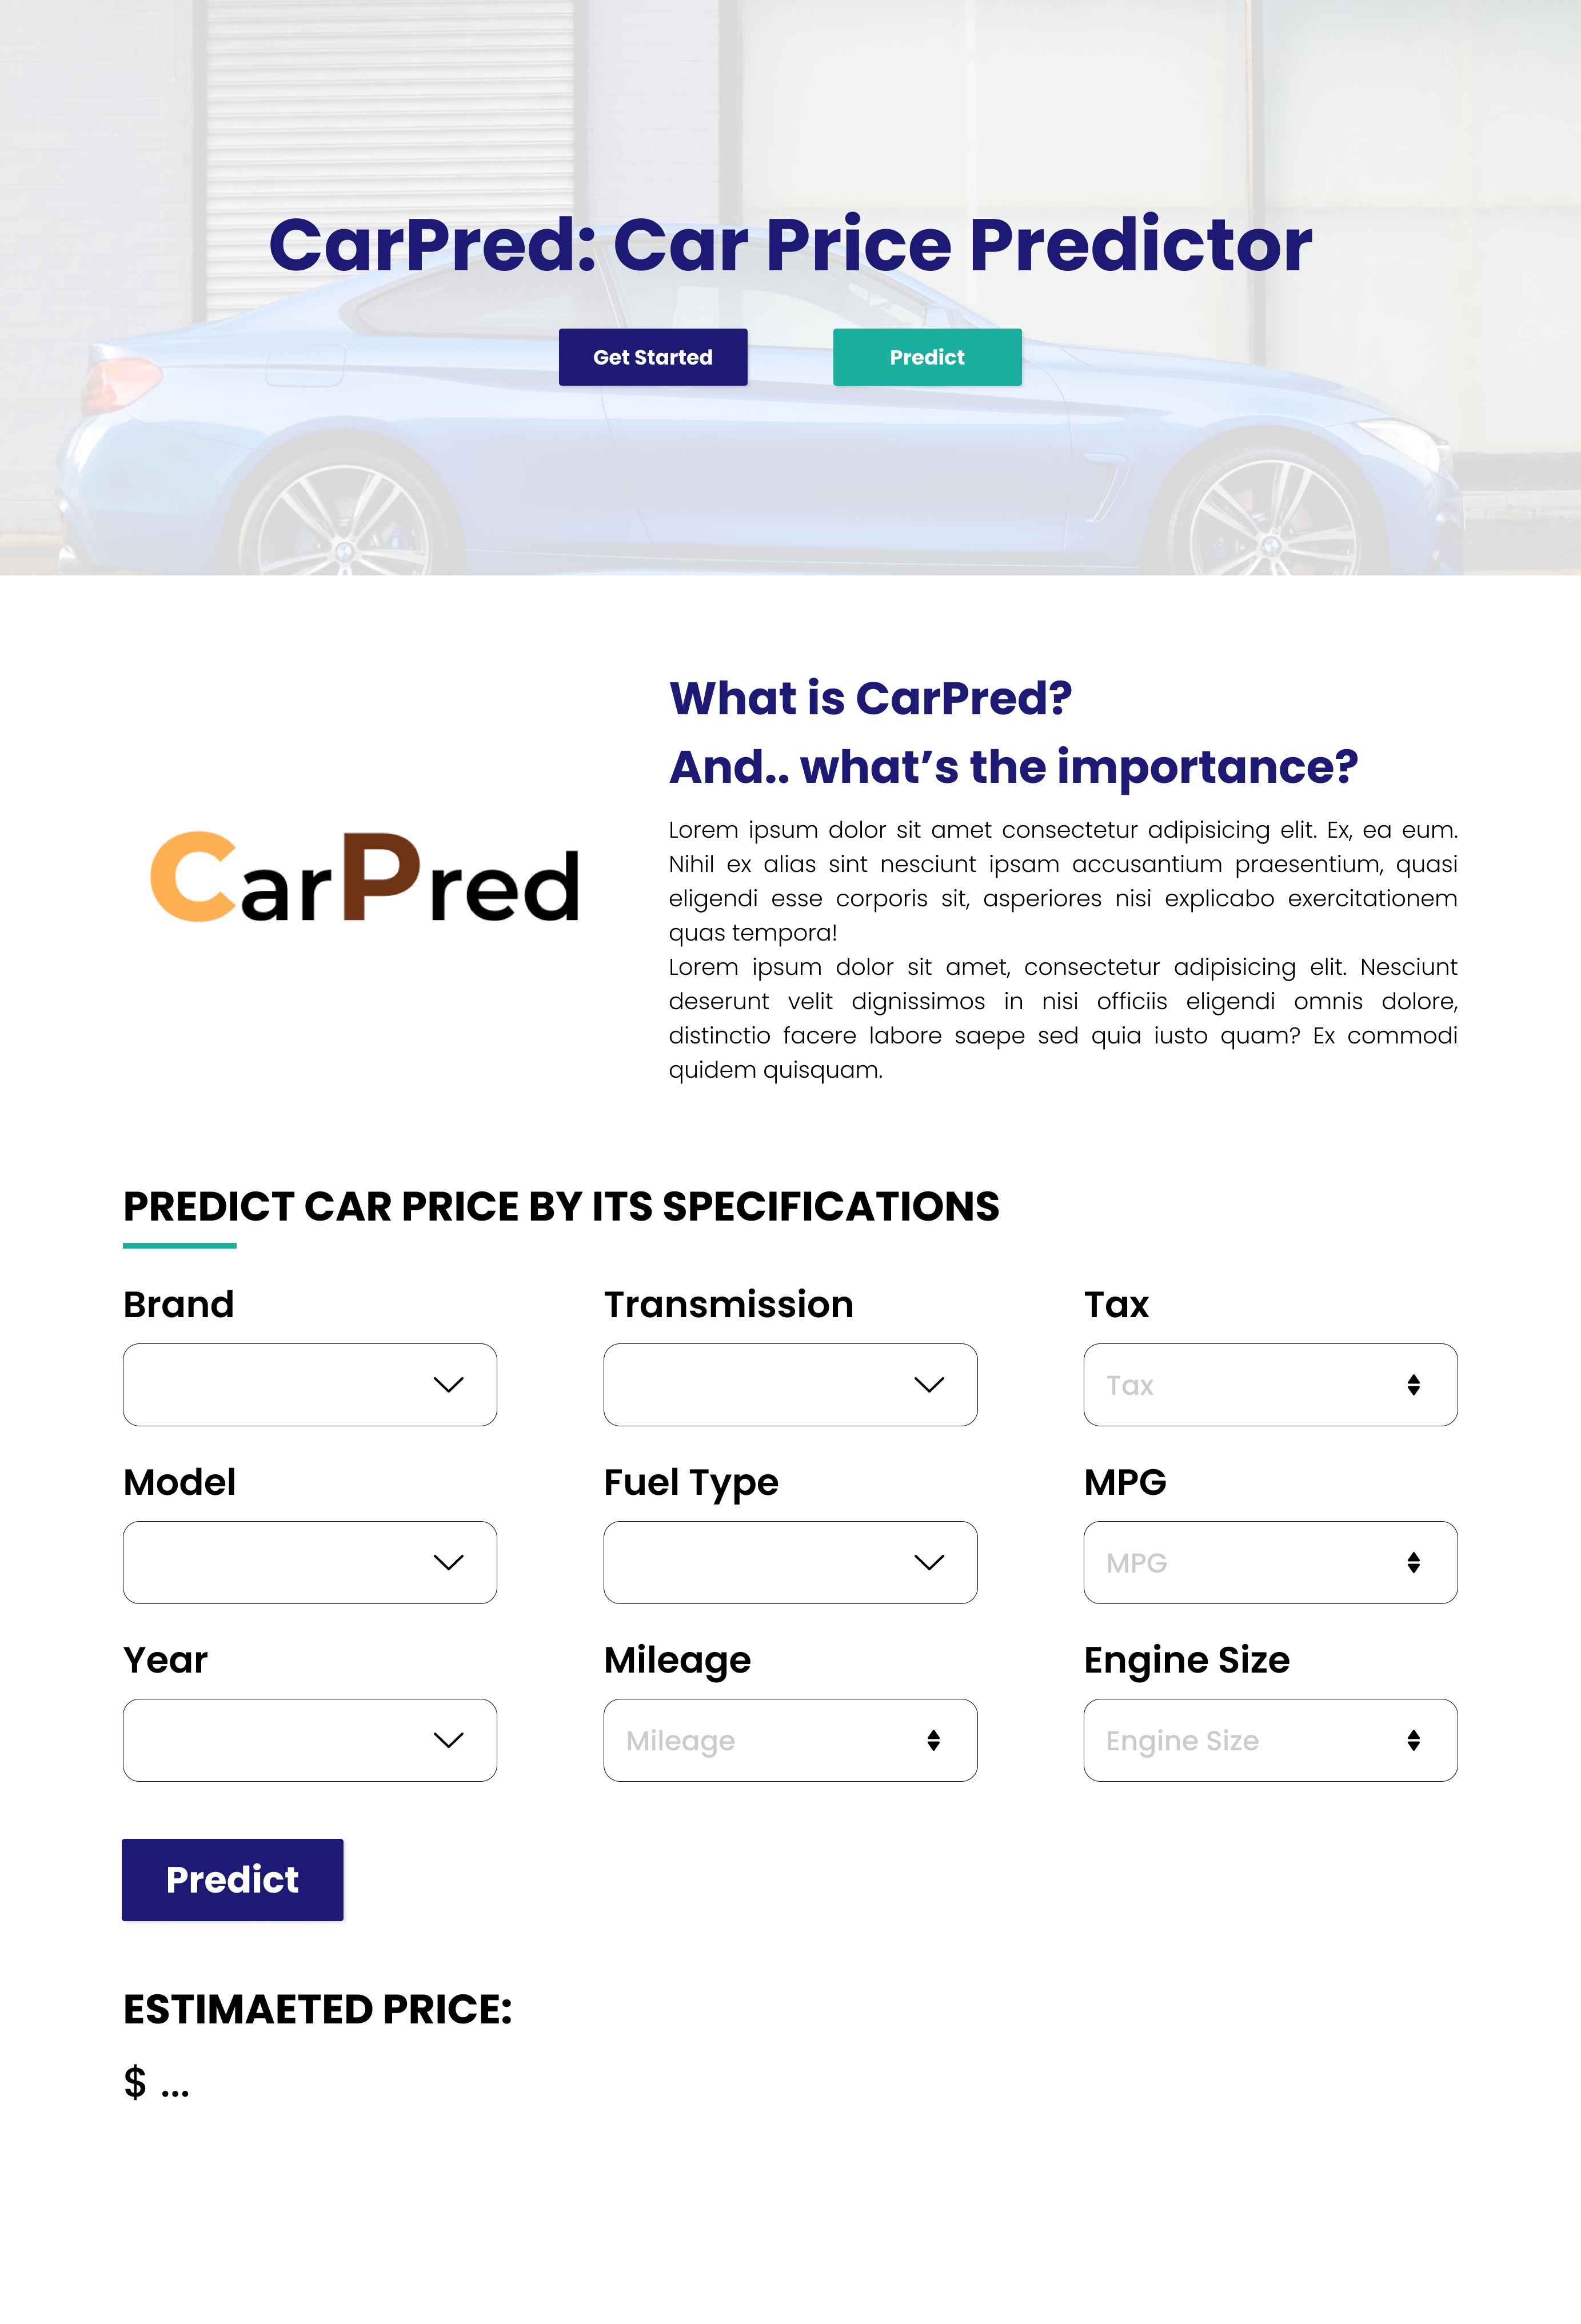 CarPred: Car Price Predictor
Get Started
Predict
What is CarPred?
And.. what’s the importance?
CarPred
Lorem ipsum dolor sit amet consectetur adipisicing elit. Ex, ea eum.
Nihil ex alias sint nesciunt ipsam accusantium praesentium, quasi
eligendi esse corporis sit, asperiores nisi explicabo exercitationem
quas tempora!
Lorem ipsum dolor sit amet, consectetur adipisicing elit. Nesciunt
deserunt velit dignissimos in nisi officiis eligendi omnis dolore,
distinctio facere labore saepe sed quia iusto quam? Ex commodi
quidem quisquam.
PREDICT CAR PRICE BY ITS SPECIFICATIONS
Brand
Transmission
Tax
Tax
Model
Fuel Type
MPG
MPG
Year
Mileage
Engine Size
Mileage
Engine Size
Predict
ESTIMAETED PRICE:
$ ...